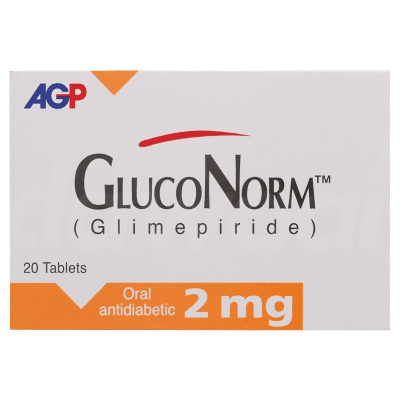 AGP
GLUCONORM™
(Glimepiride)
20 Tablets
Oral
antidiabetic
2 mg